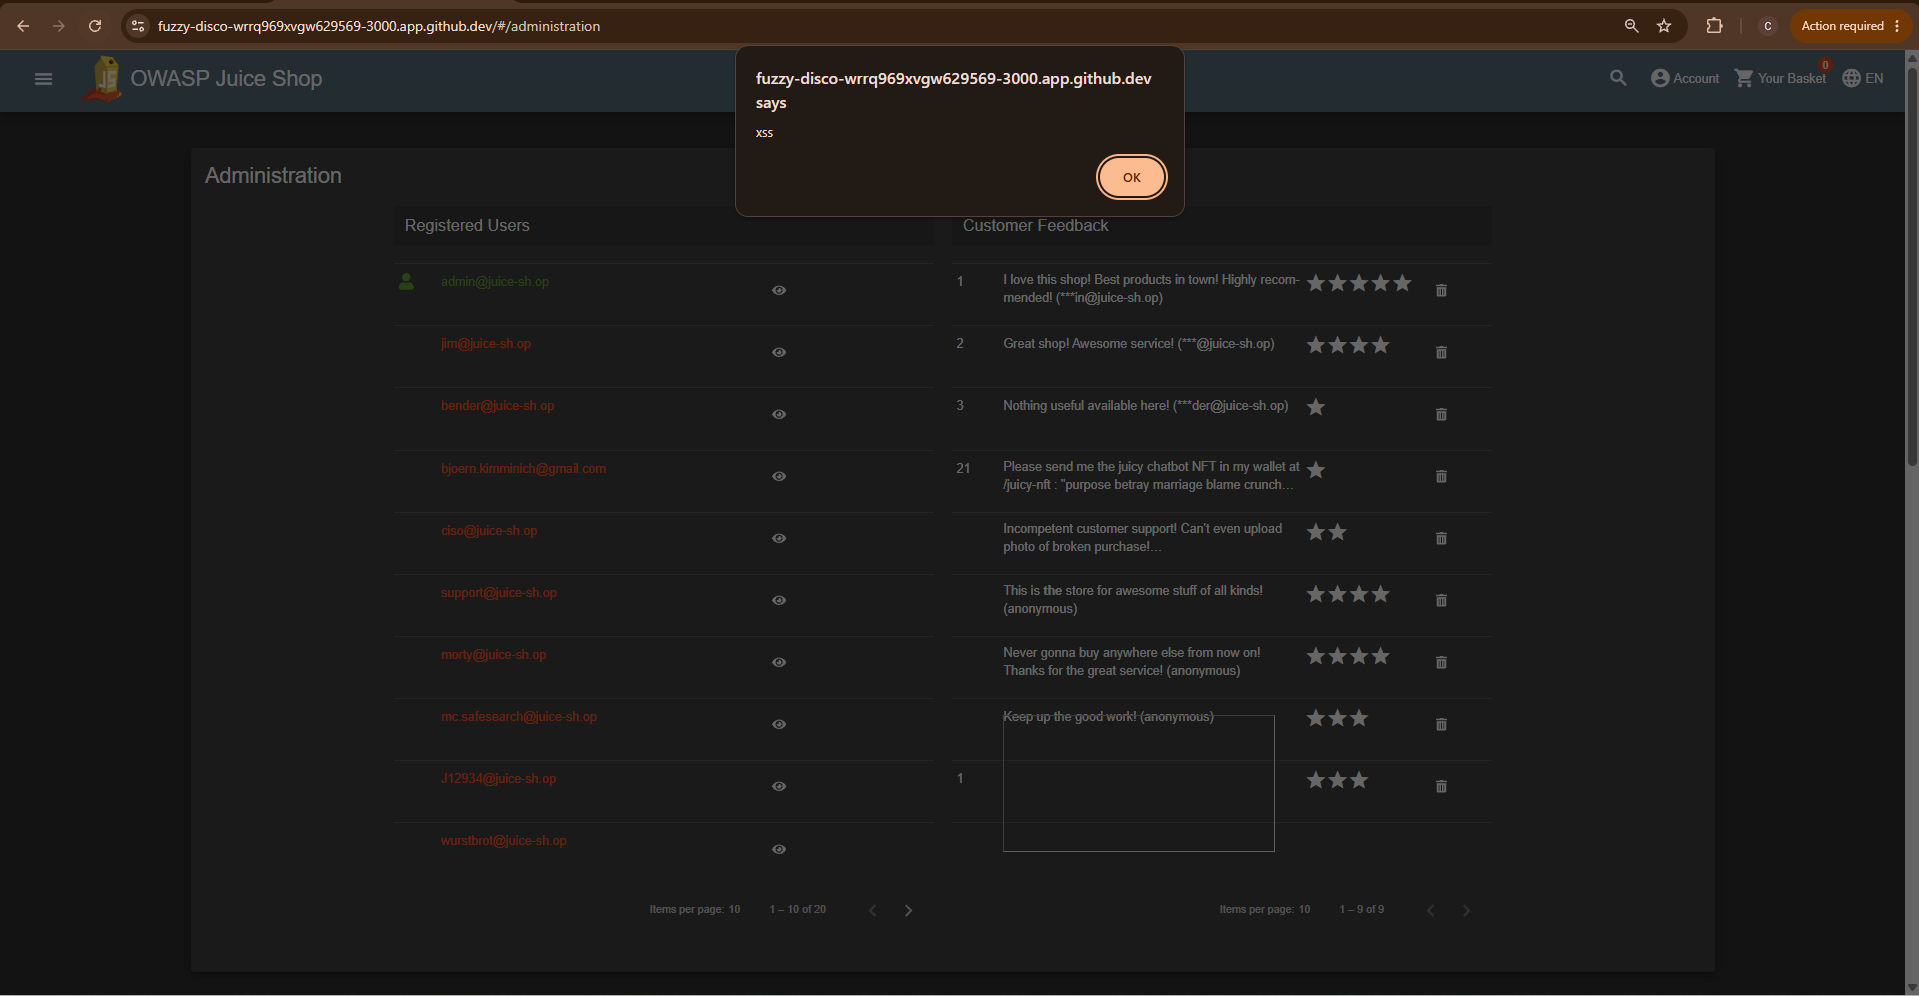 fuzzy-disco-wrrq969xvgw629569-3000.app.github.dev/#/administration
C
Action required
OWASP Juice Shop
Account
0
Your Basket
EN
fuzzy-disco-wrrq969xvgw629569-3000.app.github.dev
says
xss
OK
Administration
Registered Users
admin@juice-sh.op
jim@juice-sh.op
bender@juice-sh.op
bjoern.kimminich@gmail.com
ciso@juice-sh.op
support@juice-sh.op
morty@juice-sh.op
mc.safesearch@juice-sh.op
J12934@juice-sh.op
wurstbrot@juice-sh.op
Items per page: 10
1 – 10 of 20
Customer Feedback
1
I love this shop! Best products in town! Highly recom-
mended! (***in@juice-sh.op)
2
Great shop! Awesome service! (***@juice-sh.op)
3
Nothing useful available here! (***der@juice-sh.op)
21
Please send me the juicy chatbot NFT in my wallet at
/juicy-nft : "purpose betray marriage blame crunch…
Incompetent customer support! Can't even upload
photo of broken purchase!…
This is the store for awesome stuff of all kinds!
(anonymous)
Never gonna buy anywhere else from now on!
Thanks for the great service! (anonymous)
Keep up the good work! (anonymous)
1
Items per page: 10
1 – 9 of 9